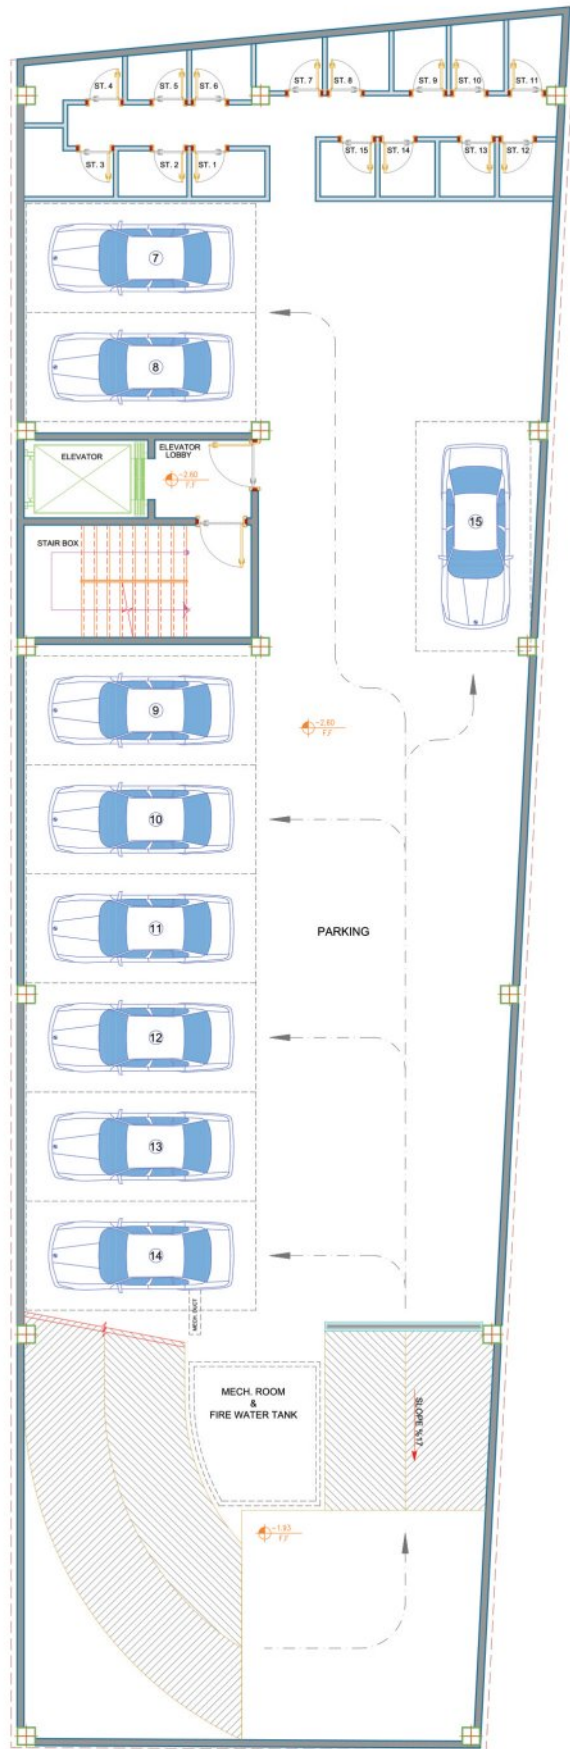 ST. 7
ST. 8
ST. 9
ST. 10
ST. 11
ST. 4
ST. 5
ST. 6
ST. 3
ST. 2
ST. 1
ST. 15
ST. 14
ST. 13
ST. 12
7
8
ELEVATOR
ELEVATOR
LOBBY
-2.60
F.F
STAIR BOX
15
9
-2.60
F.F
10
11
PARKING
12
13
14
MECH. DUCT
MECH. ROOM
&
FIRE WATER TANK
SLOPE %17
-1.93
F.F